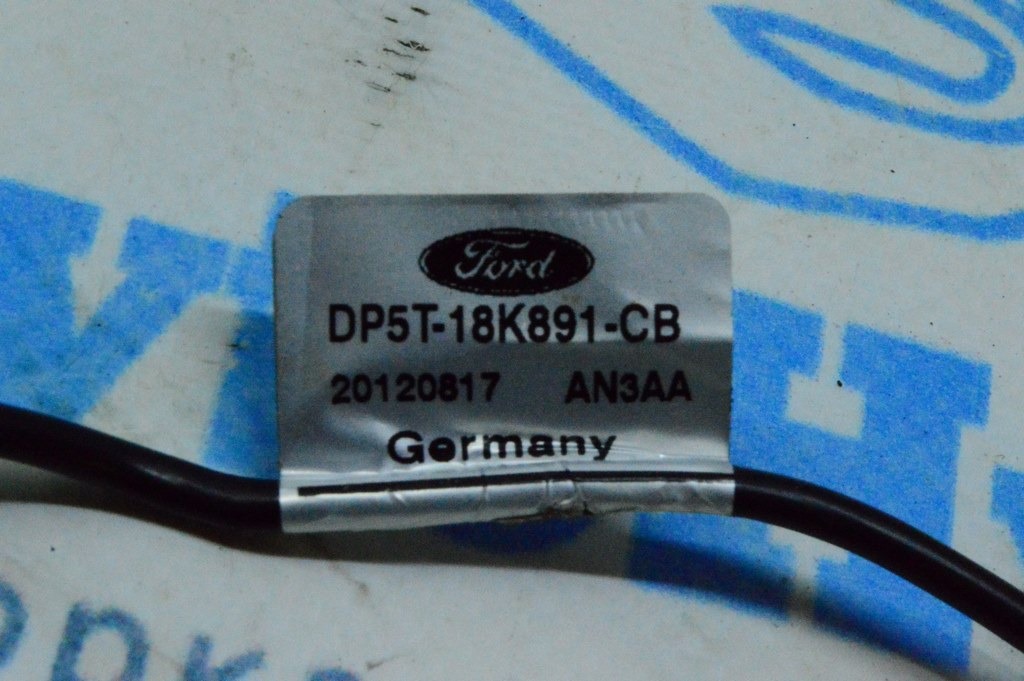 Ford
DP5T-18K891-CB
20120817 AN3AA
Germany